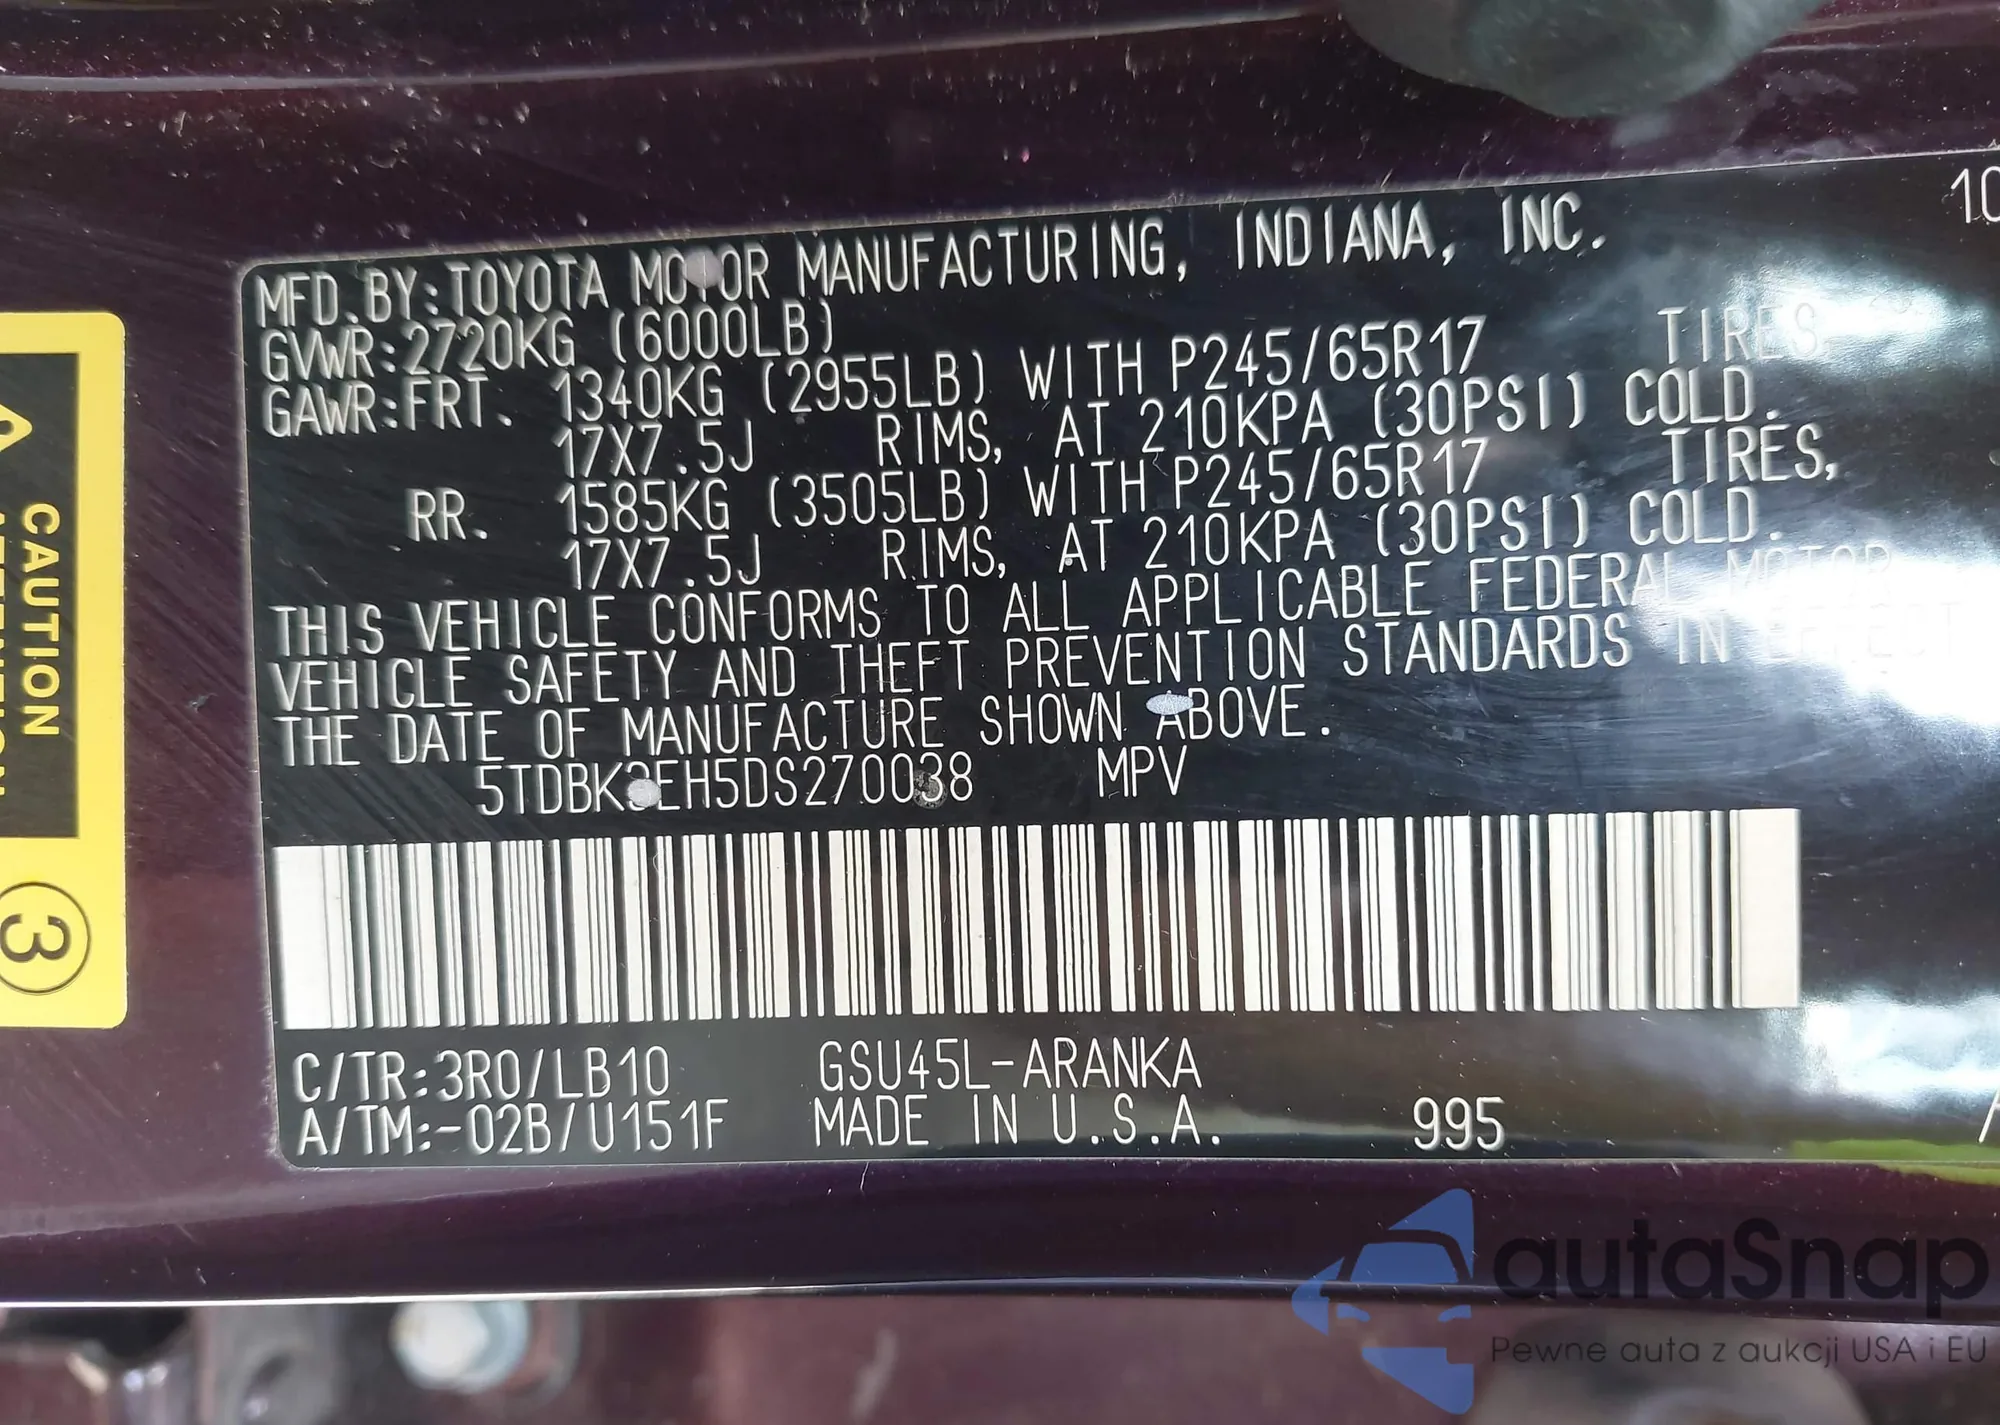 10
MFD.BY:TOYOTA MOTOR MANUFACTURING, INDIANA, INC.
GVWR:2720KG (6000LB)
GAWR:FRT. 1340KG (2955LB) WITH P245/65R17 TIRES
17X7.5J RIMS, AT 210KPA (30PSI) COLD.
RR. 1585KG (3505LB) WITH P245/65R17 TIRES,
17X7.5J RIMS, AT 210KPA (30PSI) COLD.
THIS VEHICLE CONFORMS TO ALL APPLICABLE FEDERAL MOTOR
VEHICLE SAFETY AND THEFT PREVENTION STANDARDS IN EFFECT
THE DATE OF MANUFACTURE SHOWN ABOVE.
5TDBK3EH5DS270038 MPV
C/TR:3R0/LB10 GSU45L-ARANKA
A/TM:-02B/U151F MADE IN U.S.A. 995
CAUTION
3
autaSnap
Pewne auta z aukcji USA i EU